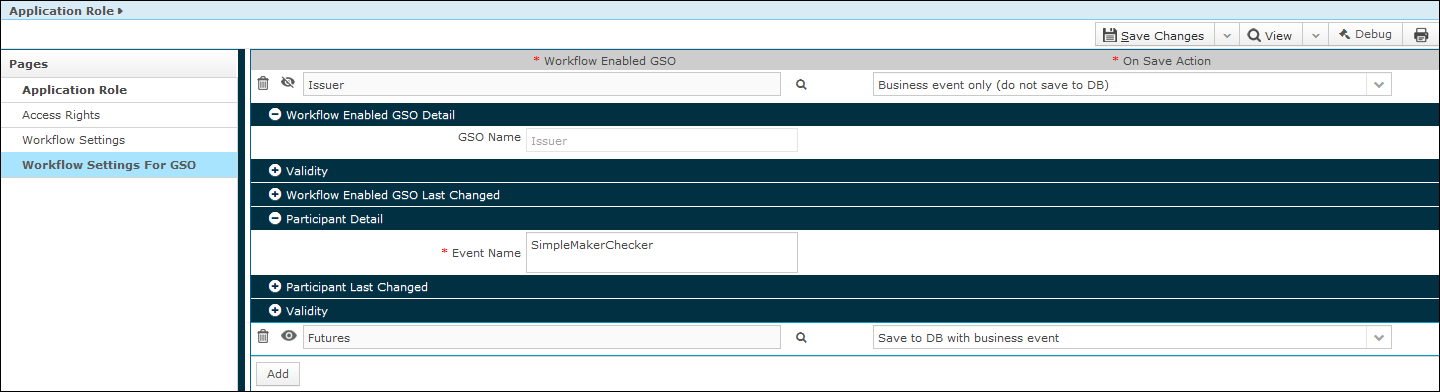 Application Role
Save Changes View Debug
Pages
Application Role
Access Rights
Workflow Settings
Workflow Settings For GSO
* Workflow Enabled GSO * On Save Action
Issuer Business event only (do not save to DB)
Workflow Enabled GSO Detail
GSO Name Issuer
Validity
Workflow Enabled GSO Last Changed
Participant Detail
* Event Name SimpleMakerChecker
Participant Last Changed
Validity
Futures Save to DB with business event
Add